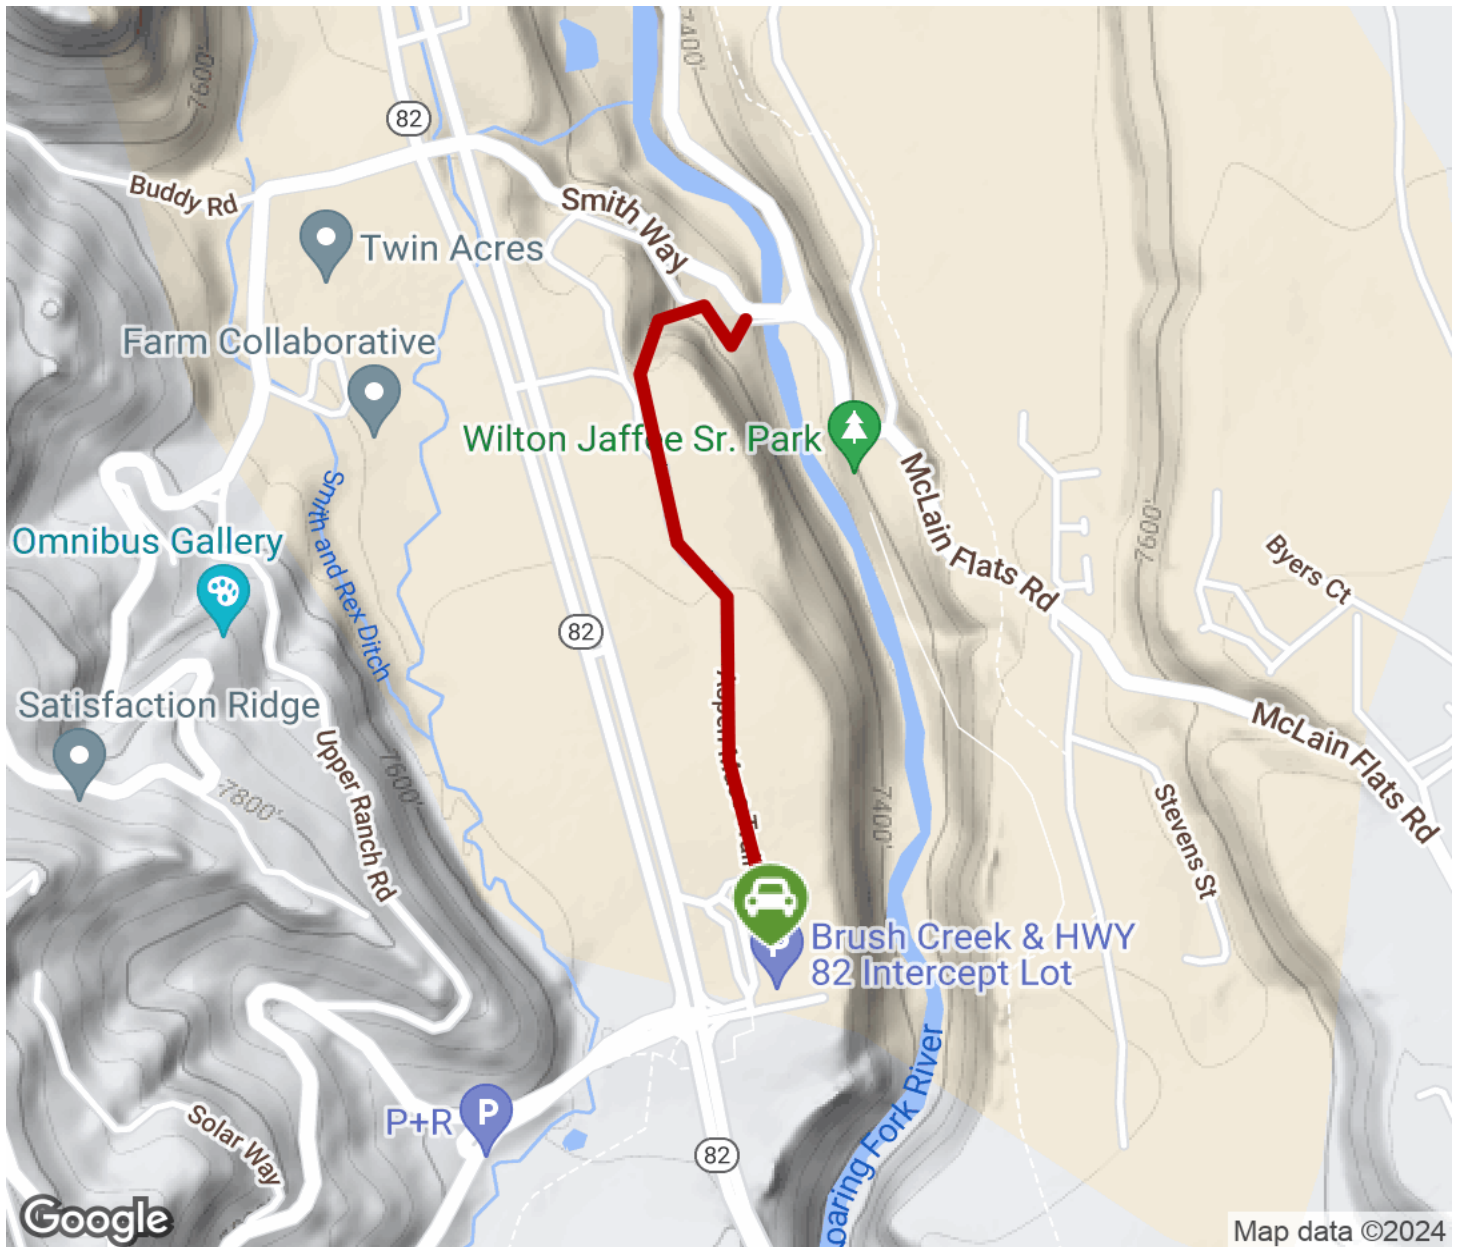 7600'
7400'
82
Buddy Rd
Smith Way
Twin Acres
Farm Collaborative
Wilton Jaffee Sr. Park
McLain Flats Rd
Smith and Rex Ditch
Omnibus Gallery
7600'
Byers Ct
82
Satisfaction Ridge
Upper Ranch Rd
7600'
7800'
McLain Flats Rd
7400'
Stevens St
Trail
P
Brush Creek & HWY
82 Intercept Lot
P+R
P
Solar Way
82
oaring Fork River
Google
Map data ©2024